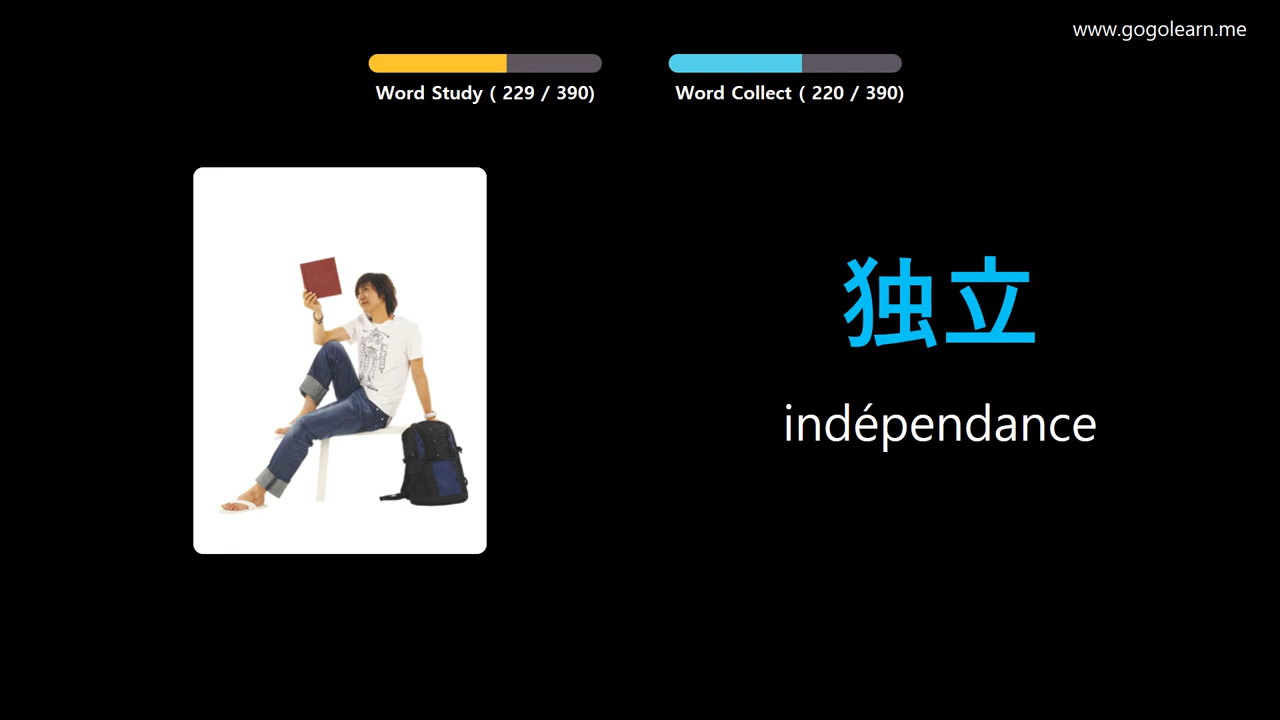 www.gogolearn.me
Word Study ( 229 / 390)
Word Collect ( 220 / 390)
独立
indépendance